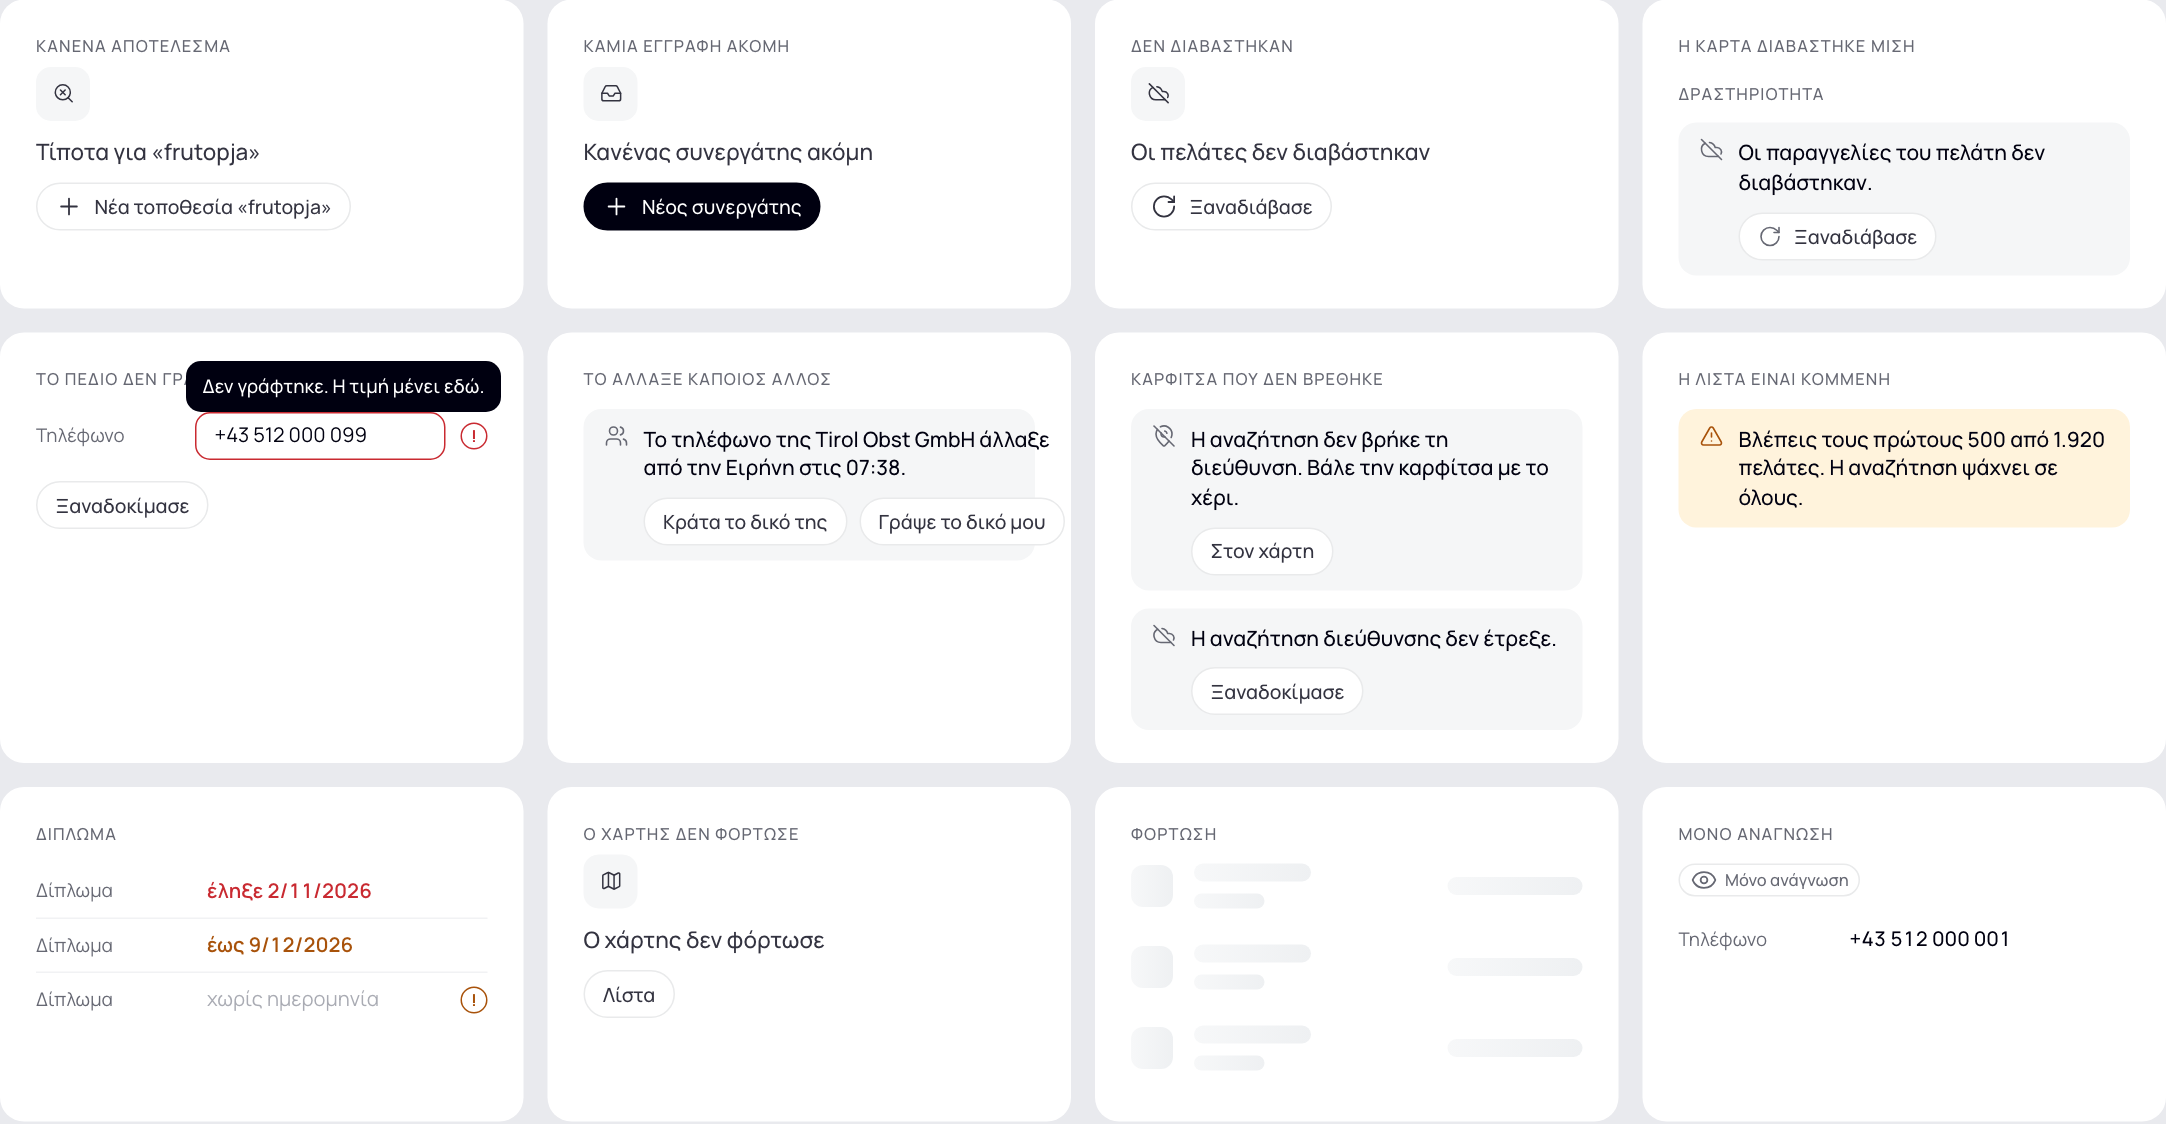 ΚΑΝΕΝΑ ΑΠΟΤΕΛΕΣΜΑ
Τίποτα για «frutopja»
Νέα τοποθεσία «frutopja»
ΚΑΜΙΑ ΕΓΓΡΑΦΗ ΑΚΟΜΗ
Κανένας συνεργάτης ακόμη
Νέος συνεργάτης
ΔΕΝ ΔΙΑΒΑΣΤΗΚΑΝ
Οι πελάτες δεν διαβάστηκαν
Ξαναδιάβασε
Η ΚΑΡΤΑ ΔΙΑΒΑΣΤΗΚΕ ΜΙΣΗ
ΔΡΑΣΤΗΡΙΟΤΗΤΑ
Οι παραγγελίες του πελάτη δεν
διαβάστηκαν.
Ξαναδιάβασε
ΤΟ ΠΕΔΙΟ ΔΕΝ
Δεν γράφτηκε. Η τιμή μένει εδώ.
Τηλέφωνο
+43 512 000 099
Ξαναδοκίμασε
ΤΟ ΑΛΛΑΞΕ ΚΑΠΟΙΟΣ ΑΛΛΟΣ
Το τηλέφωνο της Tirol Obst GmbH άλλαξε
από την Ειρήνη στις 07:38.
Κράτα το δικό της
Γράψε το δικό μου
ΚΑΡΦΙΤΣΑ ΠΟΥ ΔΕΝ ΒΡΕΘΗΚΕ
Η αναζήτηση δεν βρήκε τη
διεύθυνση. Βάλε την καρφίτσα με το
χέρι.
Στον χάρτη
Η αναζήτηση διεύθυνσης δεν έτρεξε.
Ξαναδοκίμασε
Η ΛΙΣΤΑ ΕΙΝΑΙ ΚΟΜΜΕΝΗ
Βλέπεις τους πρώτους 500 από 1.920
πελάτες. Η αναζήτηση ψάχνει σε
όλους.
ΔΙΠΛΩΜΑ
Δίπλωμα έληξε 2/11/2026
Δίπλωμα έως 9/12/2026
Δίπλωμα χωρίς ημερομηνία
Ο ΧΑΡΤΗΣ ΔΕΝ ΦΟΡΤΩΣΕ
Ο χάρτης δεν φόρτωσε
Λίστα
ΦΟΡΤΩΣΗ
ΜΟΝΟ ΑΝΑΓΝΩΣΗ
Μόνο ανάγνωση
Τηλέφωνο +43 512 000 001